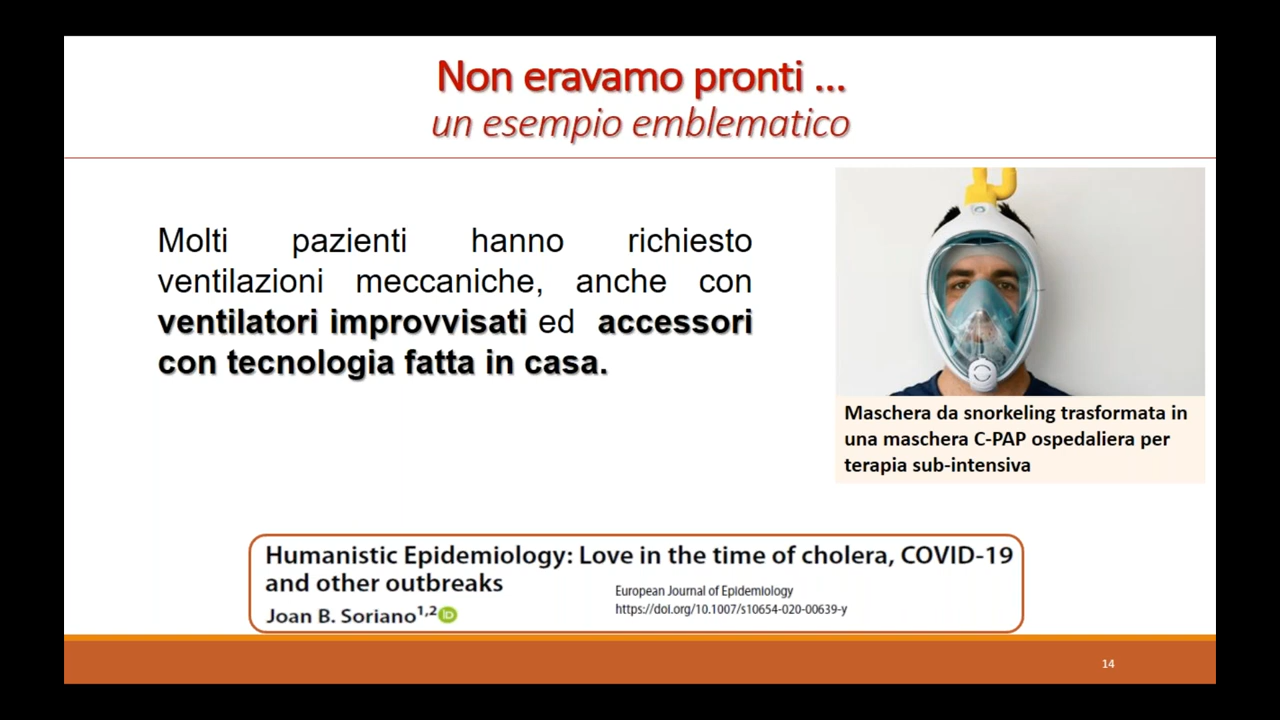 Non eravamo pronti ...
un esempio emblematico
Molti pazienti hanno richiesto
ventilazioni meccaniche, anche con
ventilatori improvvisati ed accessori
con tecnologia fatta in casa.
Maschera da snorkeling trasformata in
una maschera C-PAP ospedaliera per
terapia sub-intensiva
Humanistic Epidemiology: Love in the time of cholera, COVID-19
and other outbreaks
European Journal of Epidemiology
https://doi.org/10.1007/s10654-020-00639-y
Joan B. Soriano1,2 iD
14